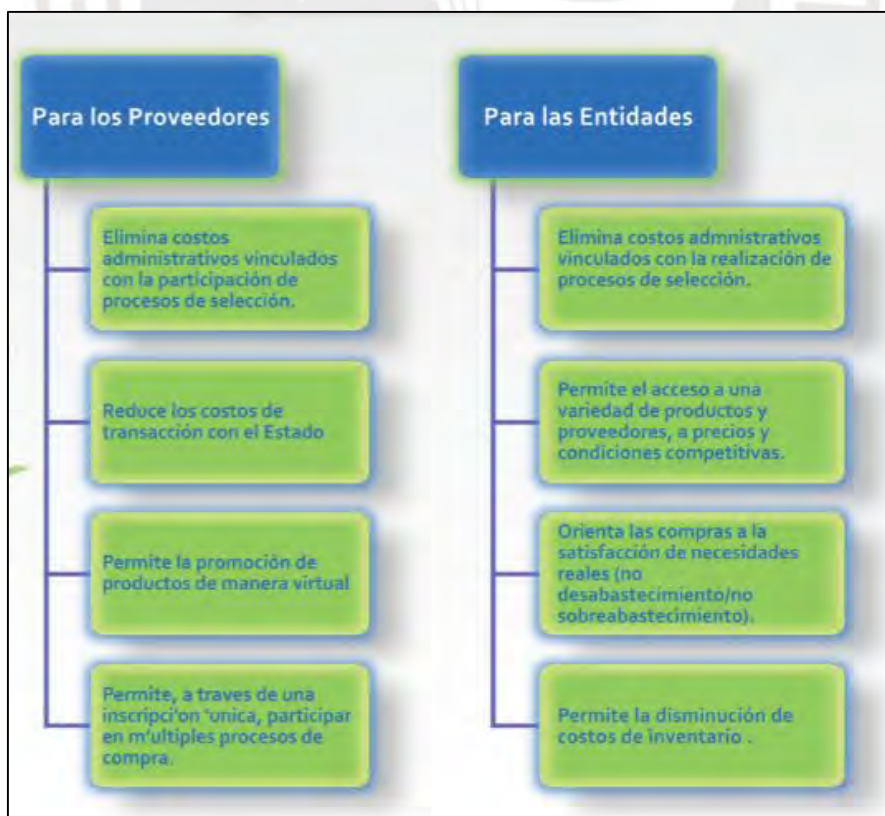 Para los Proveedores
Elimina costos
administrativos vinculados
con la participación de
procesos de selección.
Reduce los costos de
transacción con el Estado
Permite la promoción de
productos de manera virtual
Permite, a traves de una
inscripci'on 'unica, participar
en m'ultiples procesos de
compra.
Para las Entidades
Elimina costos admnistrativos
vinculados con la realización de
procesos de selección.
Permite el acceso a una
variedad de productos y
proveedores, a precios y
condiciones competitivas.
Orienta las compras a la
satisfacción de necesidades
reales (no
desabastecimiento/no
sobreabastecimiento).
Permite la disminución de
costos de inventario .